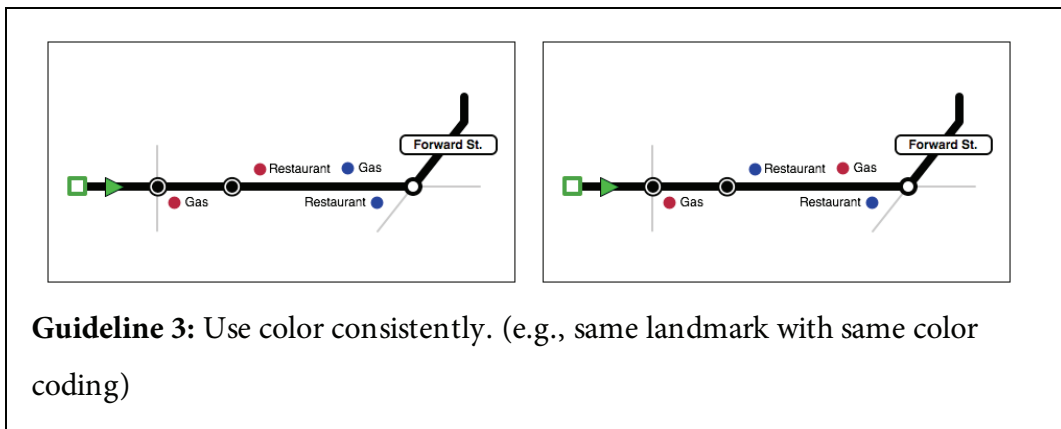 Forward St.
Restaurant Gas
Gas Restaurant
Forward St.
Restaurant Gas
Gas Restaurant
Guideline 3: Use color consistently. (e.g., same landmark with same color
coding)